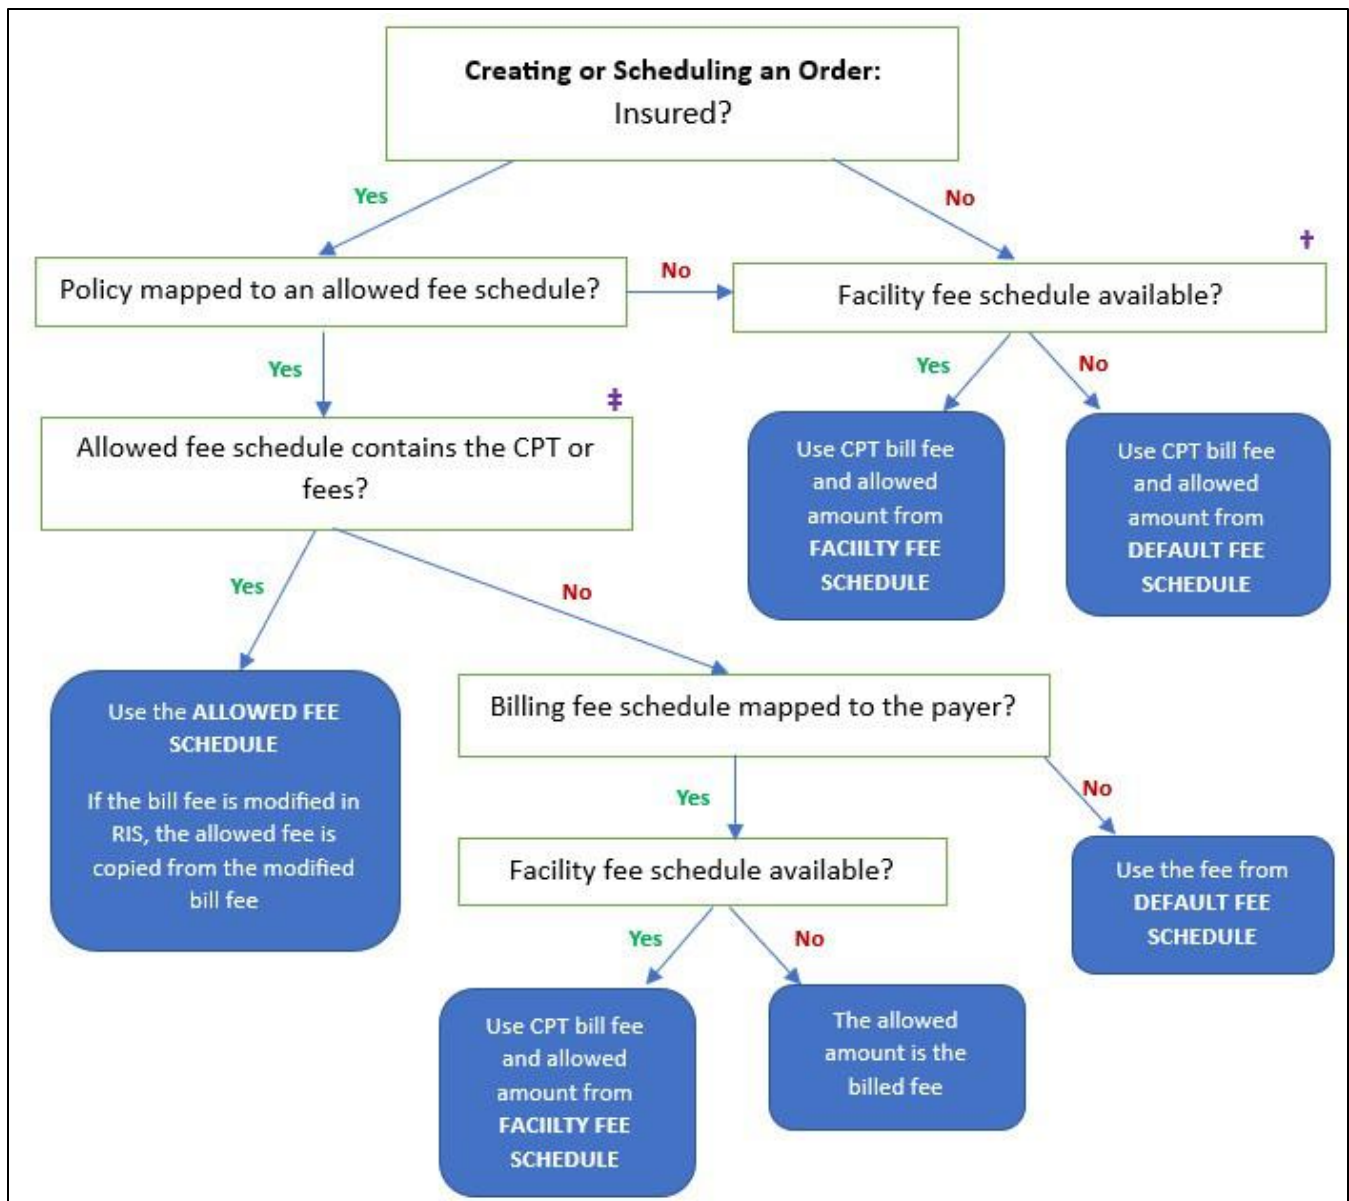 Creating or Scheduling an Order:
Insured?
Yes
No
‡
Policy mapped to an allowed fee schedule?
No
†
Facility fee schedule available?
Yes
Yes
No
Allowed fee schedule contains the CPT or
fees?
Use CPT bill fee
and allowed
amount from
FACIILTY FEE
SCHEDULE
Use CPT bill fee
and allowed
amount from
DEFAULT FEE
SCHEDULE
Yes
No
Use the ALLOWED FEE
SCHEDULE
If the bill fee is modified in
RIS, the allowed fee is
copied from the modified
bill fee
Billing fee schedule mapped to the payer?
Yes
No
Facility fee schedule available?
Use the fee from
DEFAULT FEE
SCHEDULE
Yes
No
Use CPT bill fee
and allowed
amount from
FACIILTY FEE
SCHEDULE
The allowed
amount is the
billed fee